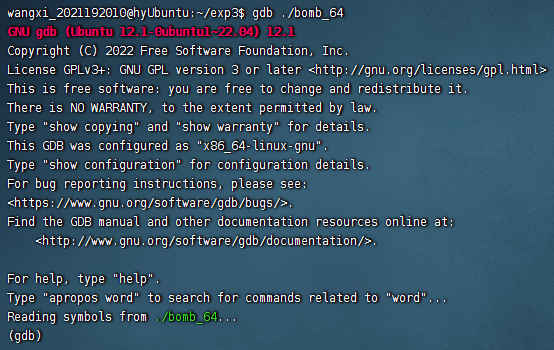 wangxi_2021192010@hyUbuntu:~/exp3$ gdb ./bomb_64
GNU gdb (Ubuntu 12.1-0ubuntu1~22.04) 12.1
Copyright (C) 2022 Free Software Foundation, Inc.
License GPLv3+: GNU GPL version 3 or later <http://gnu.org/licenses/gpl.html>
This is free software: you are free to change and redistribute it.
There is NO WARRANTY, to the extent permitted by law.
Type "show copying" and "show warranty" for details.
This GDB was configured as "x86_64-linux-gnu".
Type "show configuration" for configuration details.
For bug reporting instructions, please see:
<https://www.gnu.org/software/gdb/bugs/>.
Find the GDB manual and other documentation resources online at:
    <http://www.gnu.org/software/gdb/documentation/>.

For help, type "help".
Type "apropos word" to search for commands related to "word"...
Reading symbols from ./bomb_64...
(gdb)